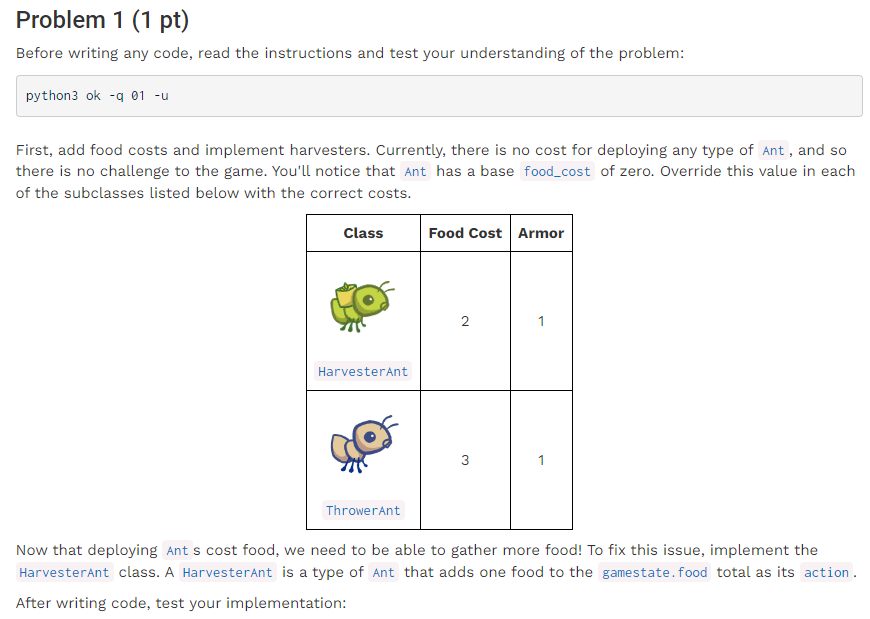 Problem 1 (1 pt)
Before writing any code, read the instructions and test your understanding of the problem:
python3 ok -q 01 -u
First, add food costs and implement harvesters. Currently, there is no cost for deploying any type of Ant, and so
there is no challenge to the game. You'll notice that Ant has a base food_cost of zero. Override this value in each
of the subclasses listed below with the correct costs.
Class Food Cost Armor
2 1
HarvesterAnt
3 1
ThrowerAnt
Now that deploying Ants cost food, we need to be able to gather more food! To fix this issue, implement the
HarvesterAnt class. A HarvesterAnt is a type of Ant that adds one food to the gamestate.food total as its action.
After writing code, test your implementation: